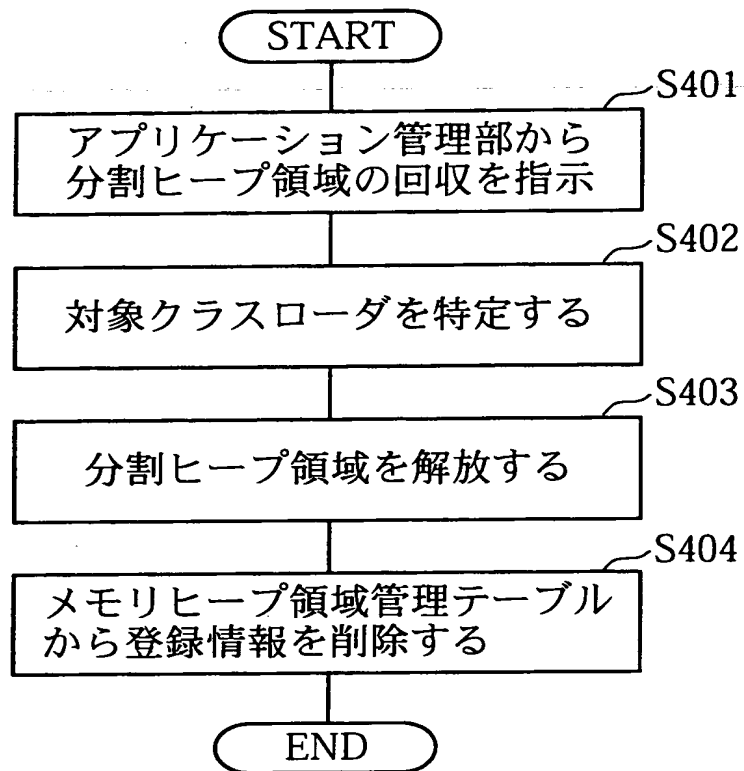 START
S401
アプリケーション管理部から
分割ヒープ領域の回収を指示
S402
対象クラスローダを特定する
S403
分割ヒープ領域を解放する
S404
メモリヒープ領域管理テーブル
から登録情報を削除する
END